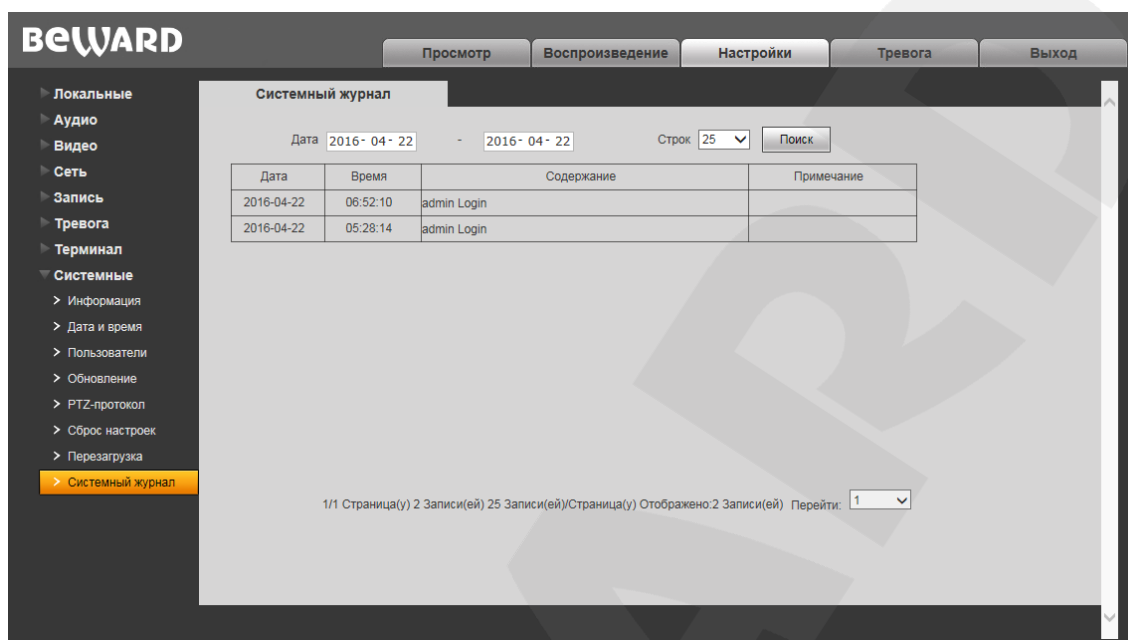 BEWARD
Просмотр Воспроизведение Настройки Тревога Выход
Локальные
Аудио
Видео
Сеть
Запись
Тревога
Терминал
Системные
Информация
Дата и время
Пользователи
Обновление
PTZ-протокол
Сброс настроек
Перезагрузка
Системный журнал
Системный журнал
Дата 2016- 04- 22 - 2016- 04- 22 Строк 25 Поиск
Дата Время Содержание Примечание
2016-04-22 06:52:10 admin Login
2016-04-22 05:28:14 admin Login
1/1 Страница(у) 2 Записи(ей) 25 Записи(ей)/Страница(у) Отображено:2 Записи(ей) Перейти: 1